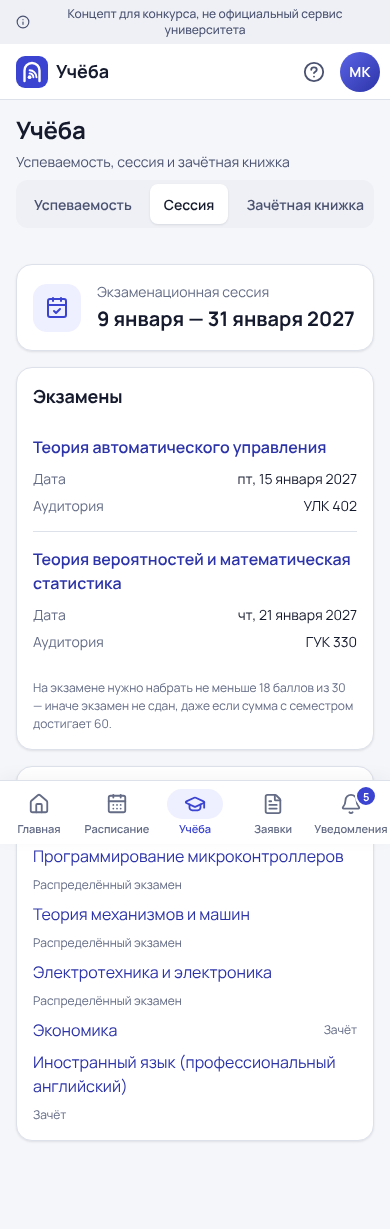 Концепт для конкурса, не официальный сервис
университета
Учёба
МК
Учёба
Успеваемость, сессия и зачётная книжка
Успеваемость
Сессия
Зачётная книжка
Экзаменационная сессия
9 января — 31 января 2027
Экзамены
Теория автоматического управления
Дата
пт, 15 января 2027
Аудитория
УЛК 402
Теория вероятностей и математическая
статистика
Дата
чт, 21 января 2027
Аудитория
ГУК 330
На экзамене нужно набрать не меньше 18 баллов из 30
— иначе экзамен не сдан, даже если сумма с семестром
достигает 60.
5
Главная
Расписание
Учёба
Заявки
Уведомления
Программирование микроконтроллеров
Распределённый экзамен
Теория механизмов и машин
Распределённый экзамен
Электротехника и электроника
Распределённый экзамен
Экономика
Зачёт
Иностранный язык (профессиональный
английский)
Зачёт